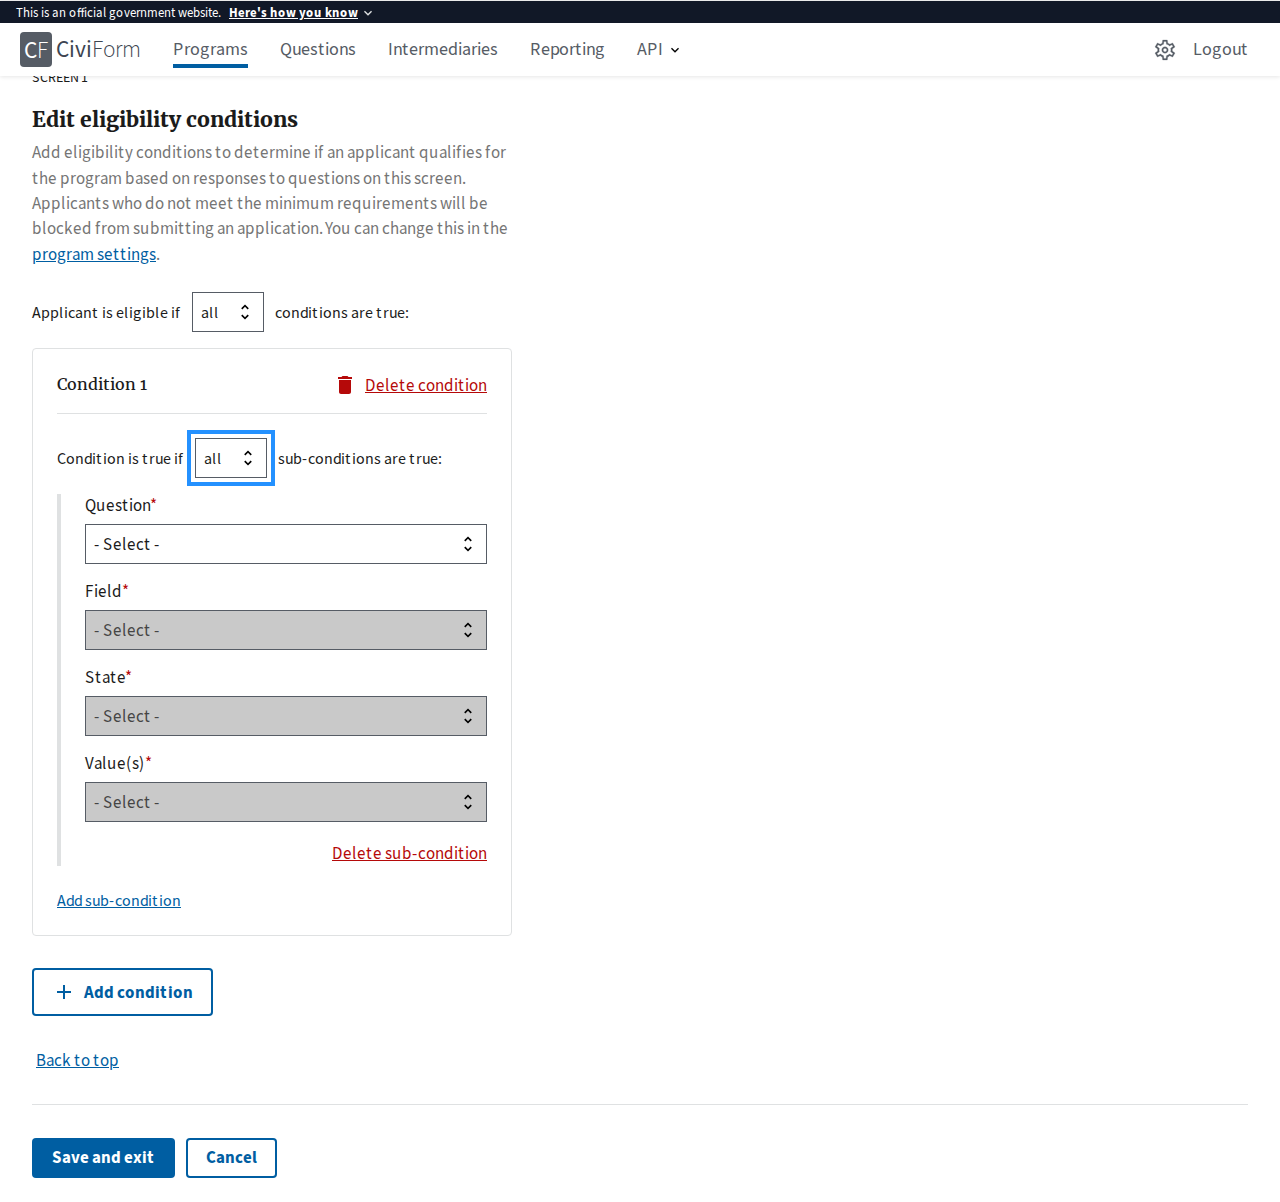 This is an official government website. Here's how you know
CF CiviForm Programs Questions Intermediaries Reporting API Logout
SCREEN 1
Edit eligibility conditions
Add eligibility conditions to determine if an applicant qualifies for
the program based on responses to questions on this screen.
Applicants who do not meet the minimum requirements will be
blocked from submitting an application. You can change this in the
program settings.
Applicant is eligible if all conditions are true:
Condition 1 Delete condition
Condition is true if all sub-conditions are true:
Question*
- Select -
Field*
- Select -
State*
- Select -
Value(s)*
- Select -
Delete sub-condition
Add sub-condition
Add condition
Back to top
Save and exit Cancel